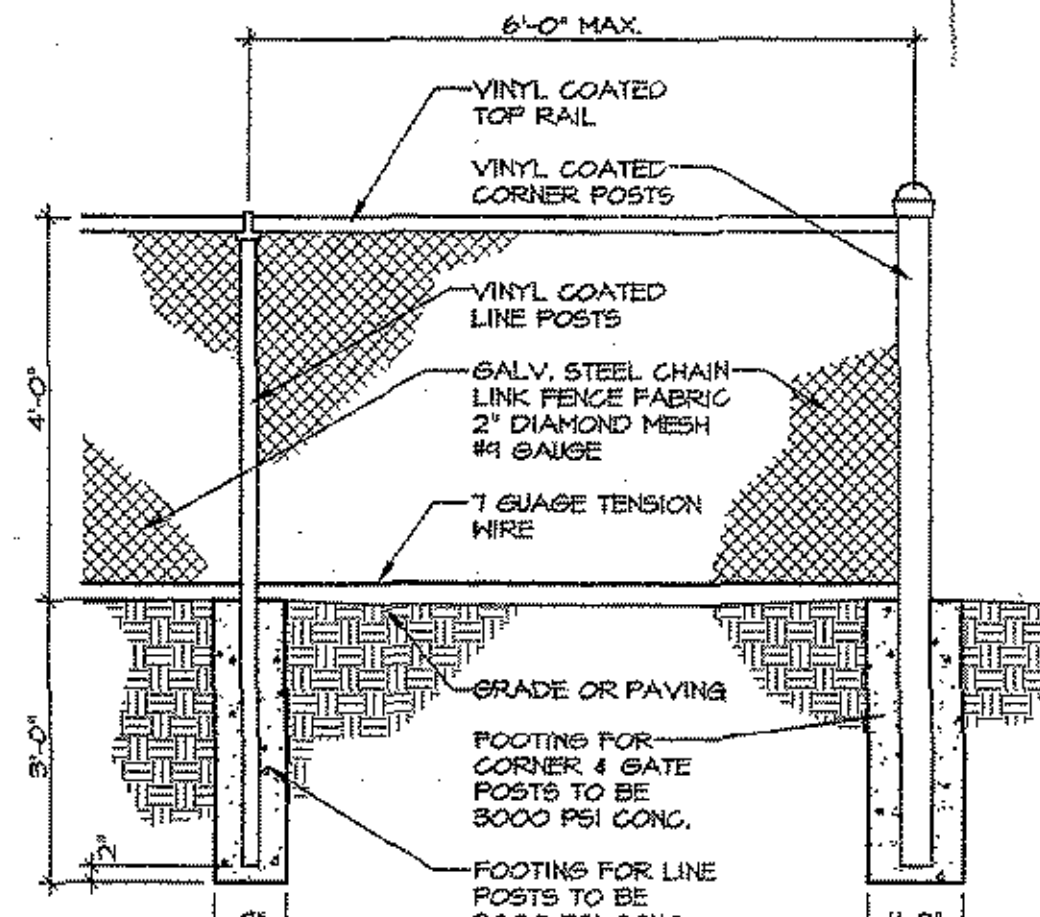 6'-0" MAX.
VINYL COATED
TOP RAIL
VINYL COATED
CORNER POSTS
VINYL COATED
LINE POSTS
4'-0"
GALV. STEEL CHAIN
LINK FENCE FABRIC
2" DIAMOND MESH
#9 GAUGE
7 GUAGE TENSION
WIRE
GRADE OR PAVING
3'-0"
FOOTING FOR
CORNER & GATE
POSTS TO BE
3000 PSI CONC.
2"
FOOTING FOR LINE
POSTS TO BE